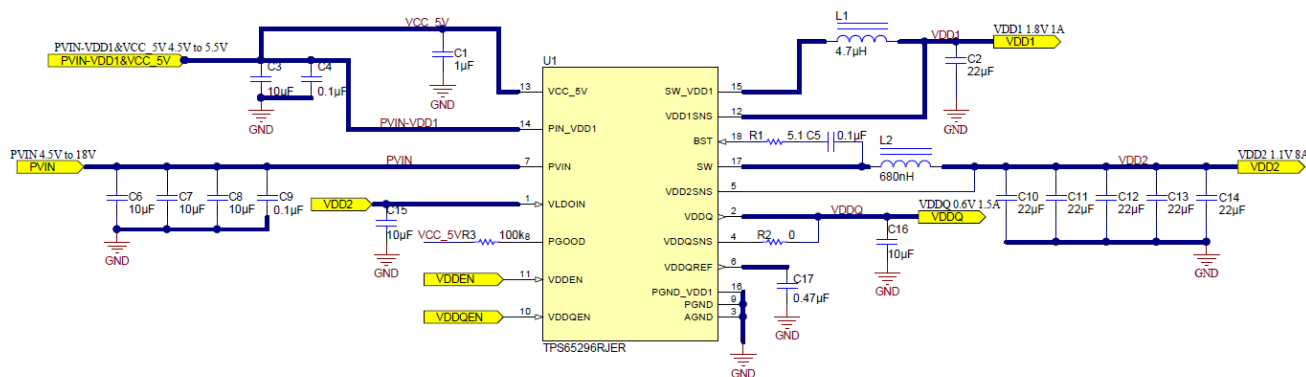 PVIN-VDD1&VCC_5V 4.5V to 5.5V
PVIN-VDD1&VCC_5V
VCC_5V
C1
1µF
C3
10µF
C4
0.1µF
GND
GND
PVIN-VDD1
PVIN 4.5V to 18V
PVIN
PVIN
C6
10µF
C7
10µF
C8
10µF
C9
0.1µF
GND
VDD2
C15
10µF
GND
VCC_5V
R3
100k
VDDEN
VDDQEN
U1
13
VCC_5V
14
PIN_VDD1
7
PVIN
1
VLDOIN
8
PGOOD
11
VDDEN
10
VDDQEN
SW_VDD1
15
VDD1SNS
12
BST
18
SW
17
VDD2SNS
5
VDDQ
2
VDDQSNS
4
VDDQREF
6
PGND_VDD1
16
PGND
9
AGND
3
TPS65296RJER
L1
4.7µH
VDD1
VDD1 1.8V 1A
VDD1
C2
22µF
GND
R1
5.1
C5
0.1µF
L2
680nH
VDD2
VDD2 1.1V 8A
VDD2
C10
22µF
C11
22µF
C12
22µF
C13
22µF
C14
22µF
GND
VDDQ
VDDQ 0.6V 1.5A
VDDQ
R2
0
C16
10µF
GND
C17
0.47µF
GND
GND